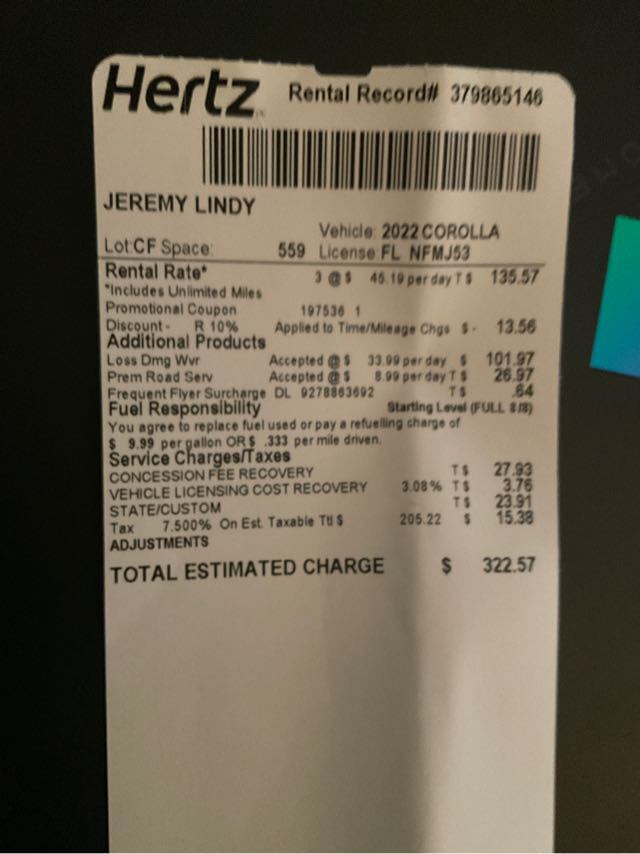 Hertz Rental Record# 379865146
JEREMY LINDY
Vehicle: 2022 COROLLA
Lot:CF Space: 559 License FL NFMJ53
Rental Rate* 3 @ $ 45.19 per day T $ 135.57
*Includes Unlimited Miles
Promotional Coupon 197536 1
Discount - R 10% Applied to Time/Mileage Chgs $ - 13.56
Additional Products
Loss Dmg Wvr Accepted @ $ 33.99 per day $ 101.97
Prem Road Serv Accepted @ $ 8.99 per day T $ 26.97
Frequent Flyer Surcharge DL 9278863692 T $ .64
Fuel Responsibility Starting Level (FULL 8/8)
You agree to replace fuel used or pay a refuelling charge of
$ 9.99 per gallon OR $ .333 per mile driven.
Service Charges/Taxes
CONCESSION FEE RECOVERY T $ 27.93
VEHICLE LICENSING COST RECOVERY 3.08% T $ 3.76
STATE/CUSTOM T $ 23.91
Tax 7.500% On Est. Taxable Ttl $ 205.22 $ 15.38
ADJUSTMENTS
TOTAL ESTIMATED CHARGE $ 322.57